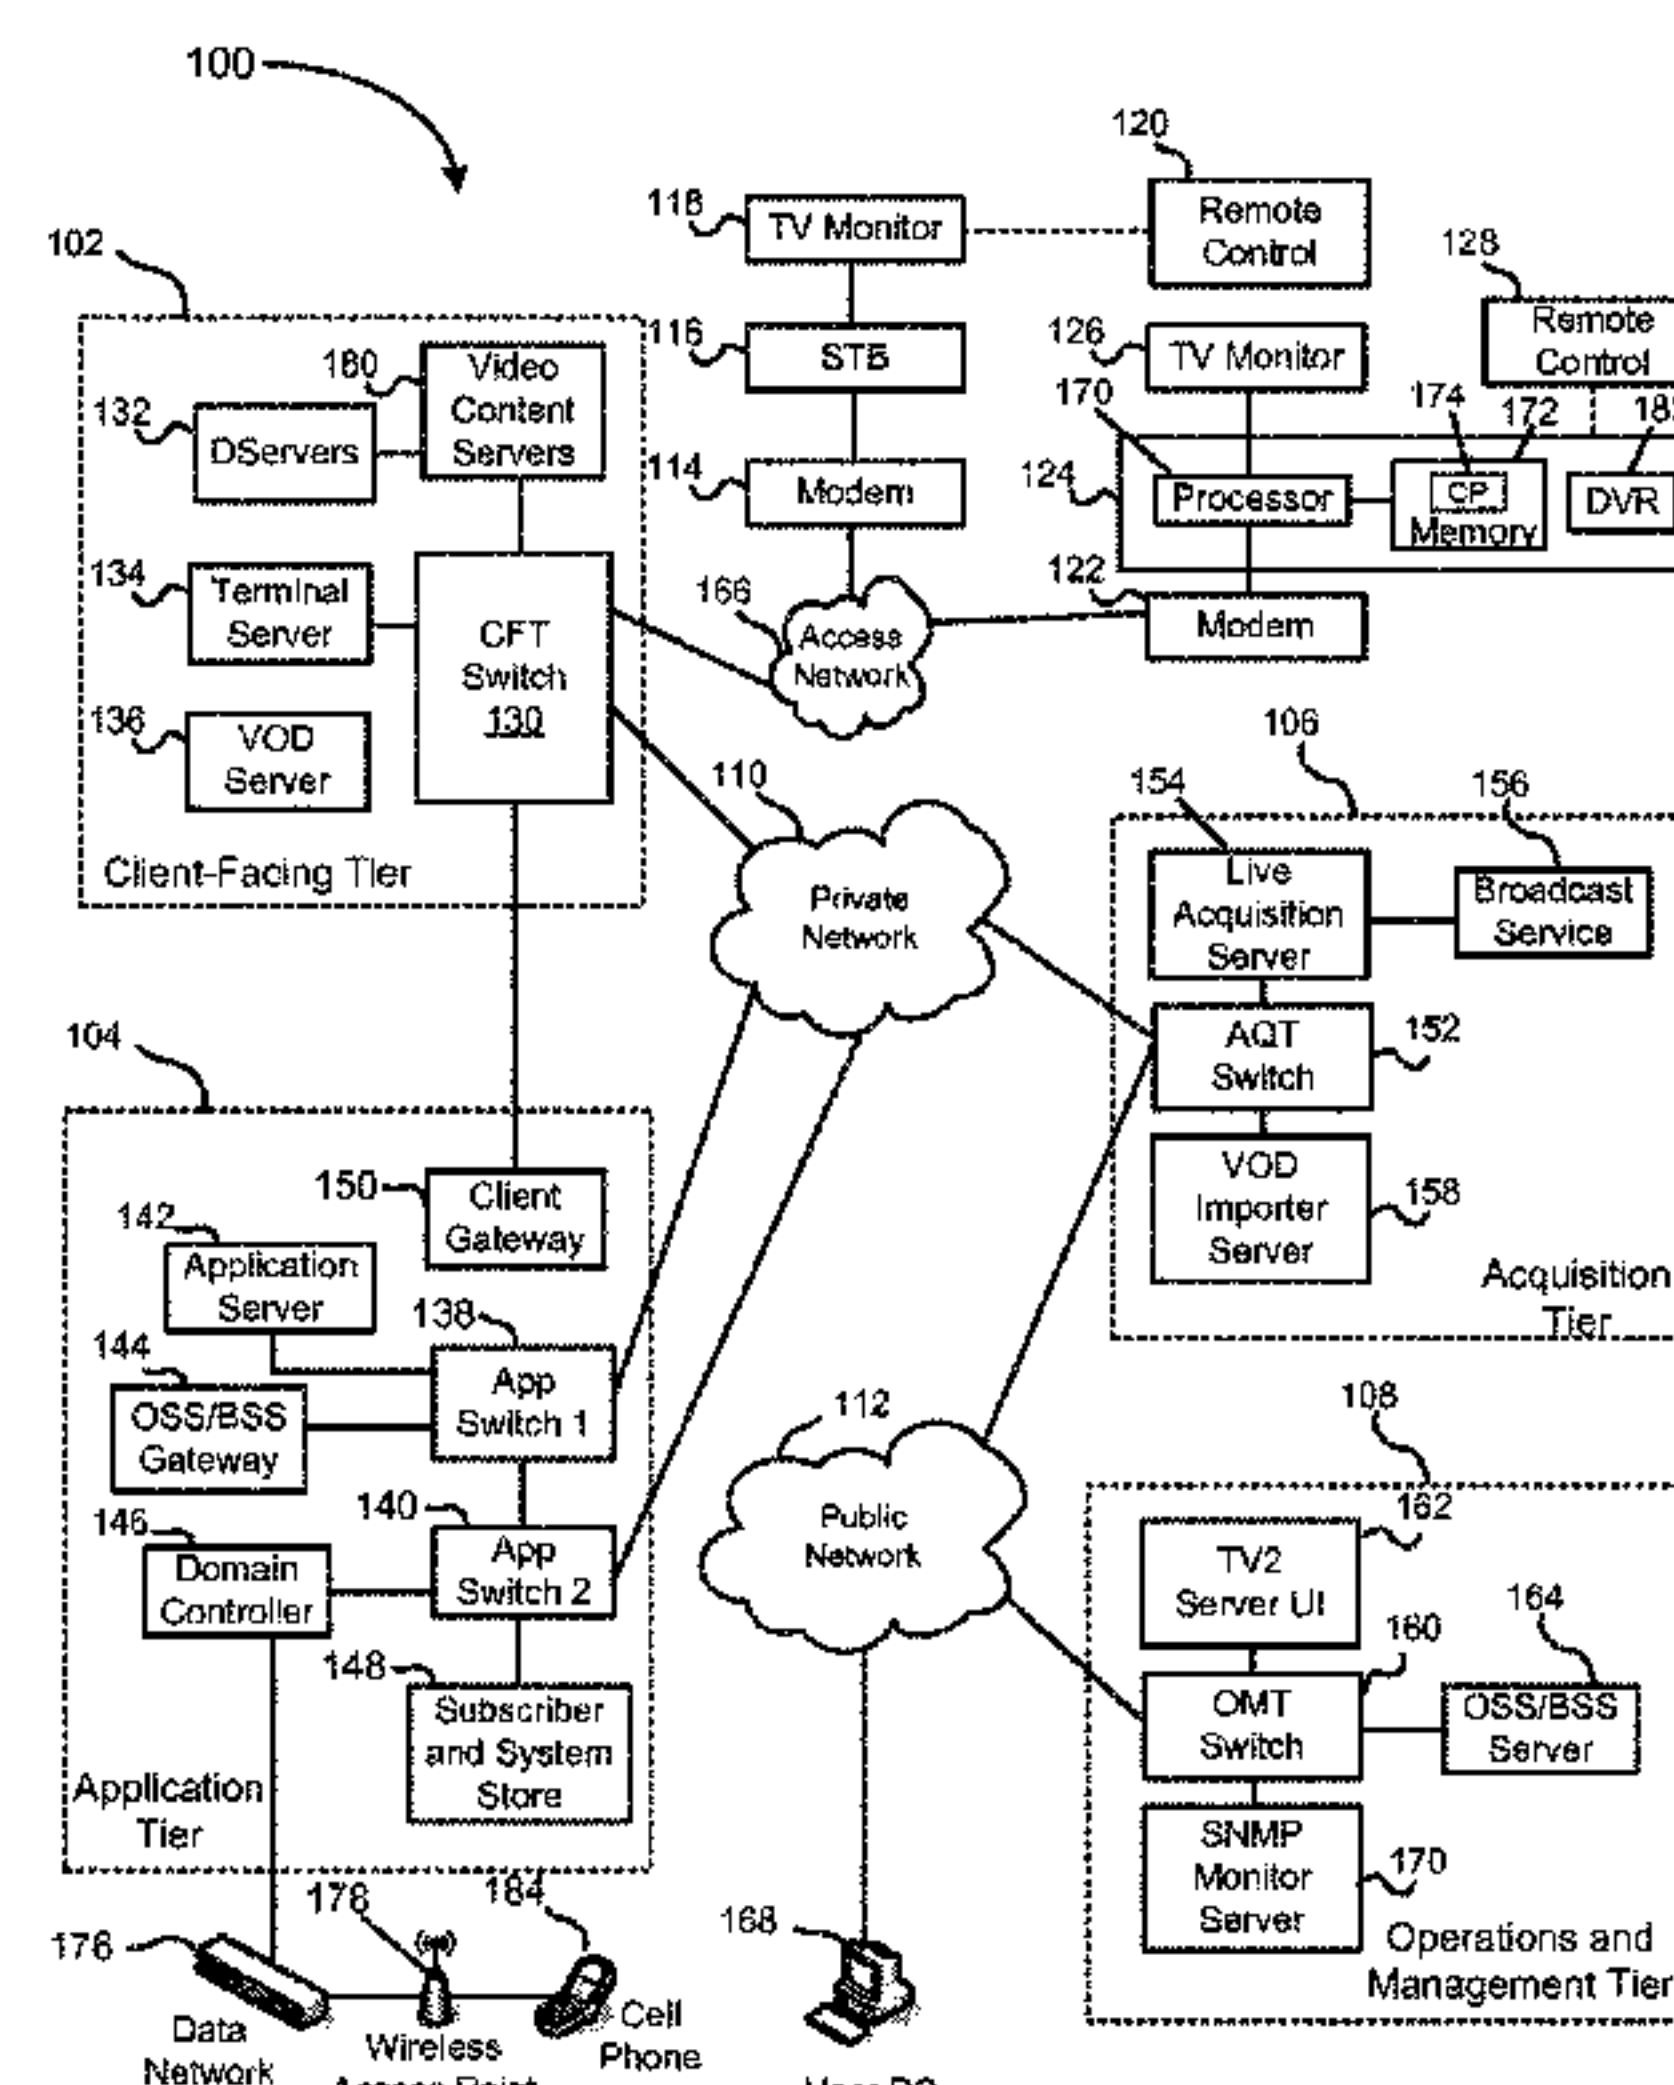 100
120
118
TV Monitor
Remote
Control
128
102
116
STB
126
TV Monitor
Remote
Control
180
Video
Content
Servers
132
DServers
170
174
172
114
Modem
124
Processor
CP
Memory
DVR
134
Terminal
Server
CFT
Switch
130
166
Access
Network
122
Modem
136
VOD
Server
110
106
154
156
Client-Facing Tier
Private
Network
Live
Acquisition
Server
Broadcast
Service
104
AQT
Switch
152
150
Client
Gateway
VOD
Importer
Server
158
142
Application
Server
Acquisition
Tier
138
144
App
Switch 1
OSS/BSS
Gateway
112
108
140
146
App
Switch 2
Domain
Controller
Public
Network
162
TV2
Server UI
164
160
148
Subscriber
and System
Store
OMT
Switch
OSS/BSS
Server
Application
Tier
SNMP
Monitor
Server
170
178
184
168
176
Operations and
Management Tier
Data
Network
Wireless
Cell
Phone